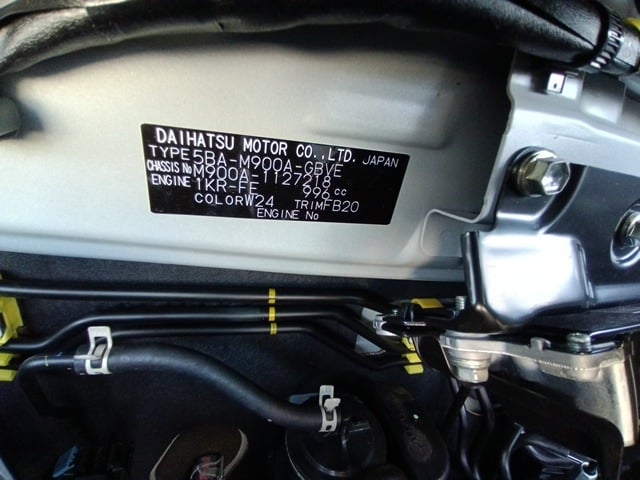 DAIHATSU MOTOR CO.,LTD. JAPAN
TYPE 5BA-M900A-GBVE
CHASSIS No M900A-1127218
ENGINE 1KR-FE 996 cc
COLOR W24 TRIM FB20
ENGINE No